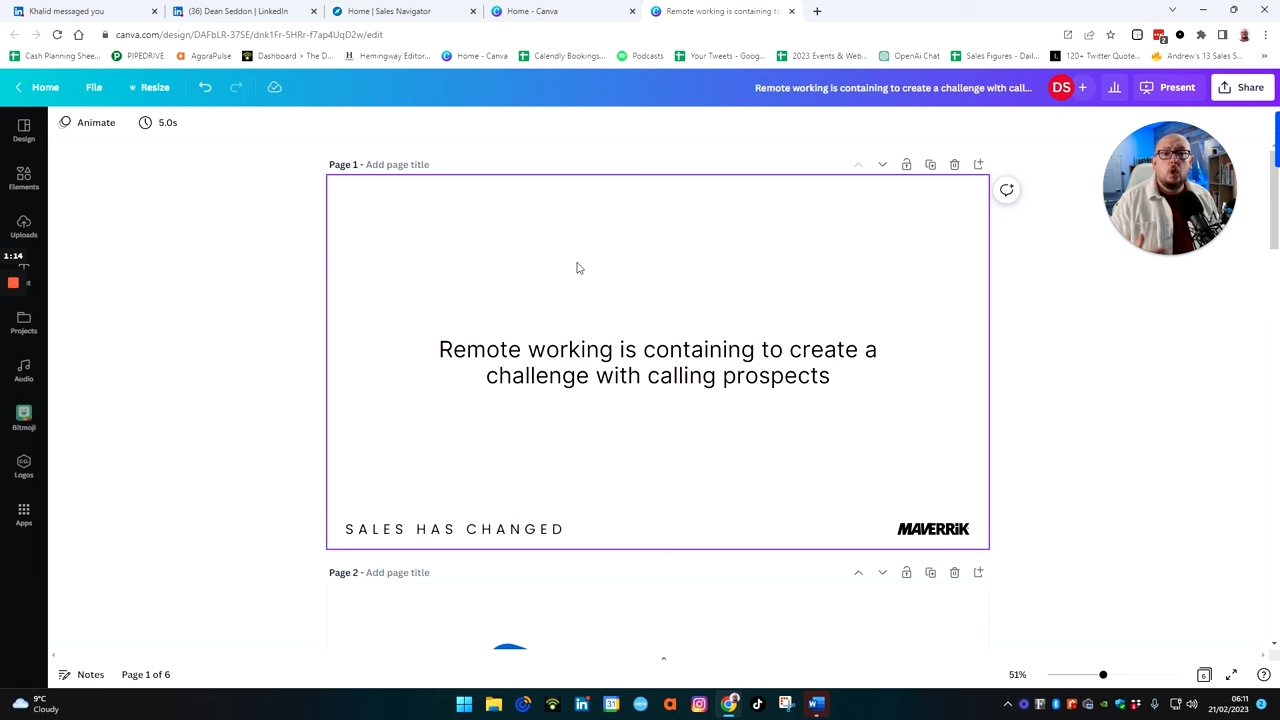 Khalid messaged you
(36) Dean Seddon | LinkedIn
Home | Sales Navigator
Home - Canva
Remote working is containing to
canva.com/design/DAFbLR-37SE/dnk1Fr-5HRr-f7ap4UqD2w/edit
Cash Planning Shee...
PIPEDRIVE
AgoraPulse
Dashboard > The D...
Hemingway Editor...
Home - Canva
Calendly Bookings...
Podcasts
Your Tweets - Goog...
2023 Events & Web...
OpenAi Chat
Sales Figures - Dail...
120+ Twitter Quote...
Andrew's 13 Sales S...
Home
File
Resize
Remote working is containing to create a challenge with call...
DS
Present
Share
Design
Animate
5.0s
Elements
Uploads
1:14
Projects
Audio
Bitmoji
Logos
Apps
Page 1 - Add page title
Remote working is containing to create a
challenge with calling prospects
SALES HAS CHANGED
MAVERRiK
Page 2 - Add page title
Notes
Page 1 of 6
51%
6
9°C
Cloudy
06:11
21/02/2023